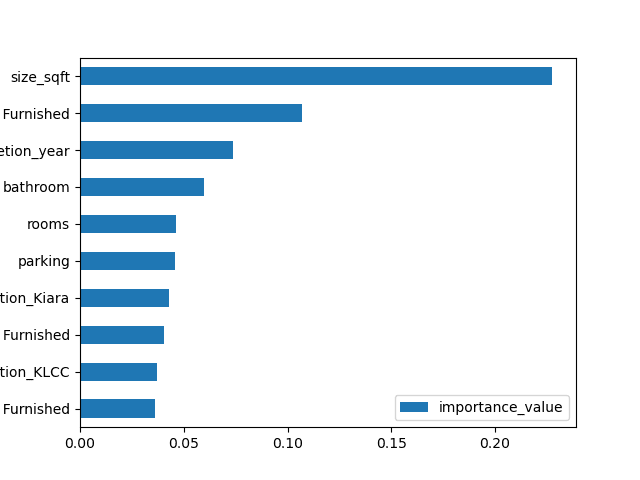 size_sqft
Furnished
etion_year
bathroom
rooms
parking
tion_Kiara
Furnished
tion_KLCC
Furnished
importance_value
0.00 0.05 0.10 0.15 0.20